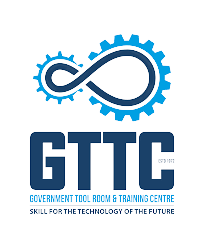 GTTC
GOVERNMENT TOOL ROOM & TRAINING CENTRE
SKILL FOR THE TECHNOLOGY OF THE FUTURE